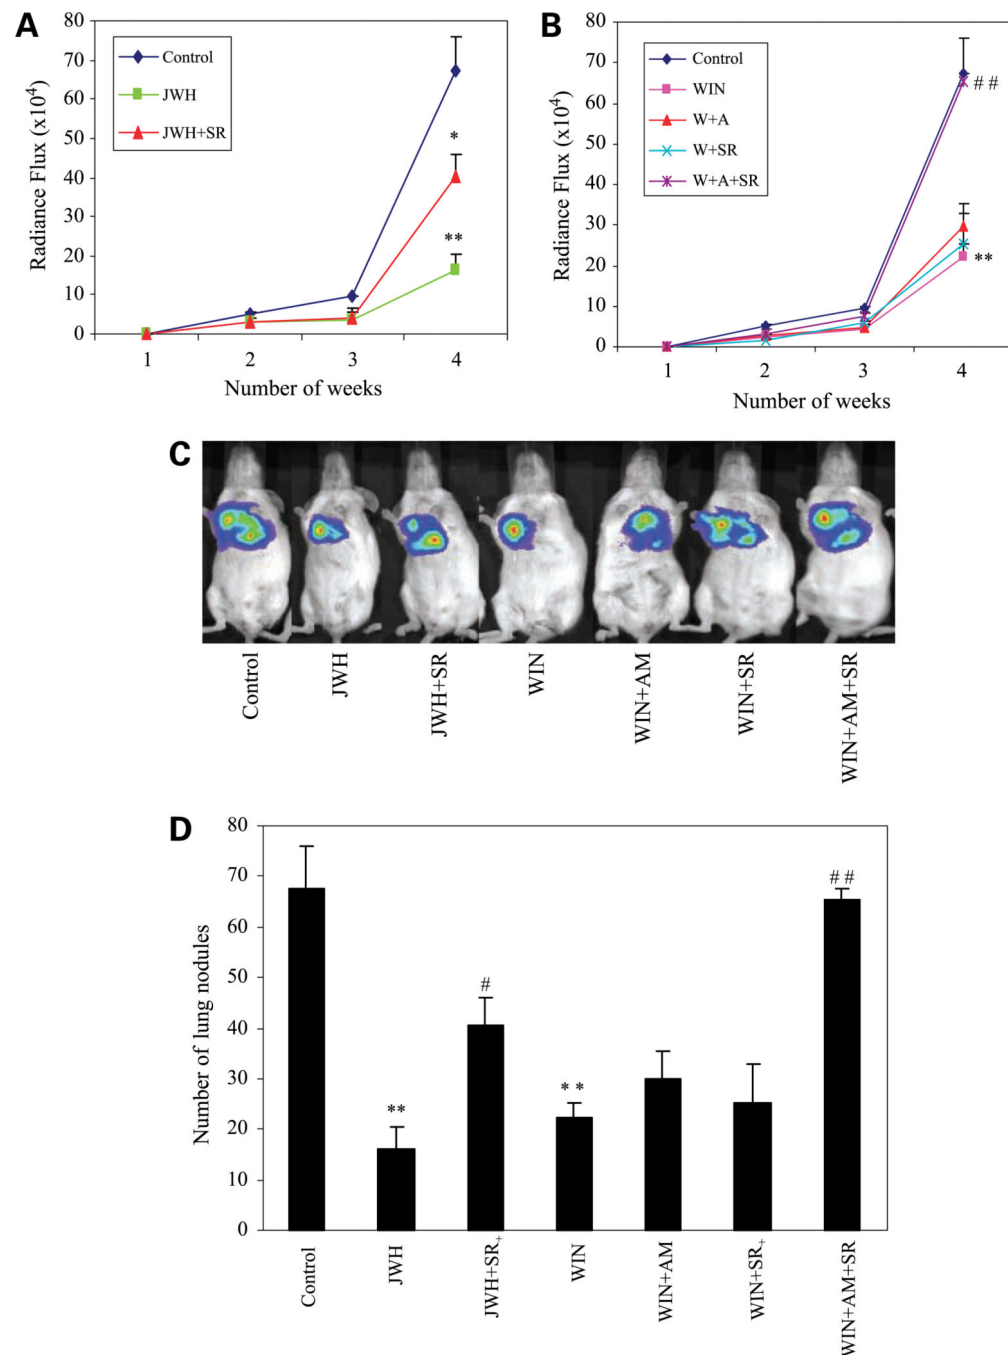 A
80
70
60
50
40
30
20
10
0
Radiance Flux (x10⁴)
Control
JWH
JWH+SR
*
**
1 2 3 4
Number of weeks
B
80
70
60
50
40
30
20
10
0
Radiance Flux (x10⁴)
Control
WIN
W+A
W+SR
W+A+SR
# #
**
1 2 3 4
Number of weeks
C
Control
JWH
JWH+SR
WIN
WIN+AM
WIN+SR
WIN+AM+SR
D
80
70
60
50
40
30
20
10
0
Number of lung nodules
**
#
* *
# #
Control
JWH
JWH+SR+
WIN
WIN+AM
WIN+SR+
WIN+AM+SR